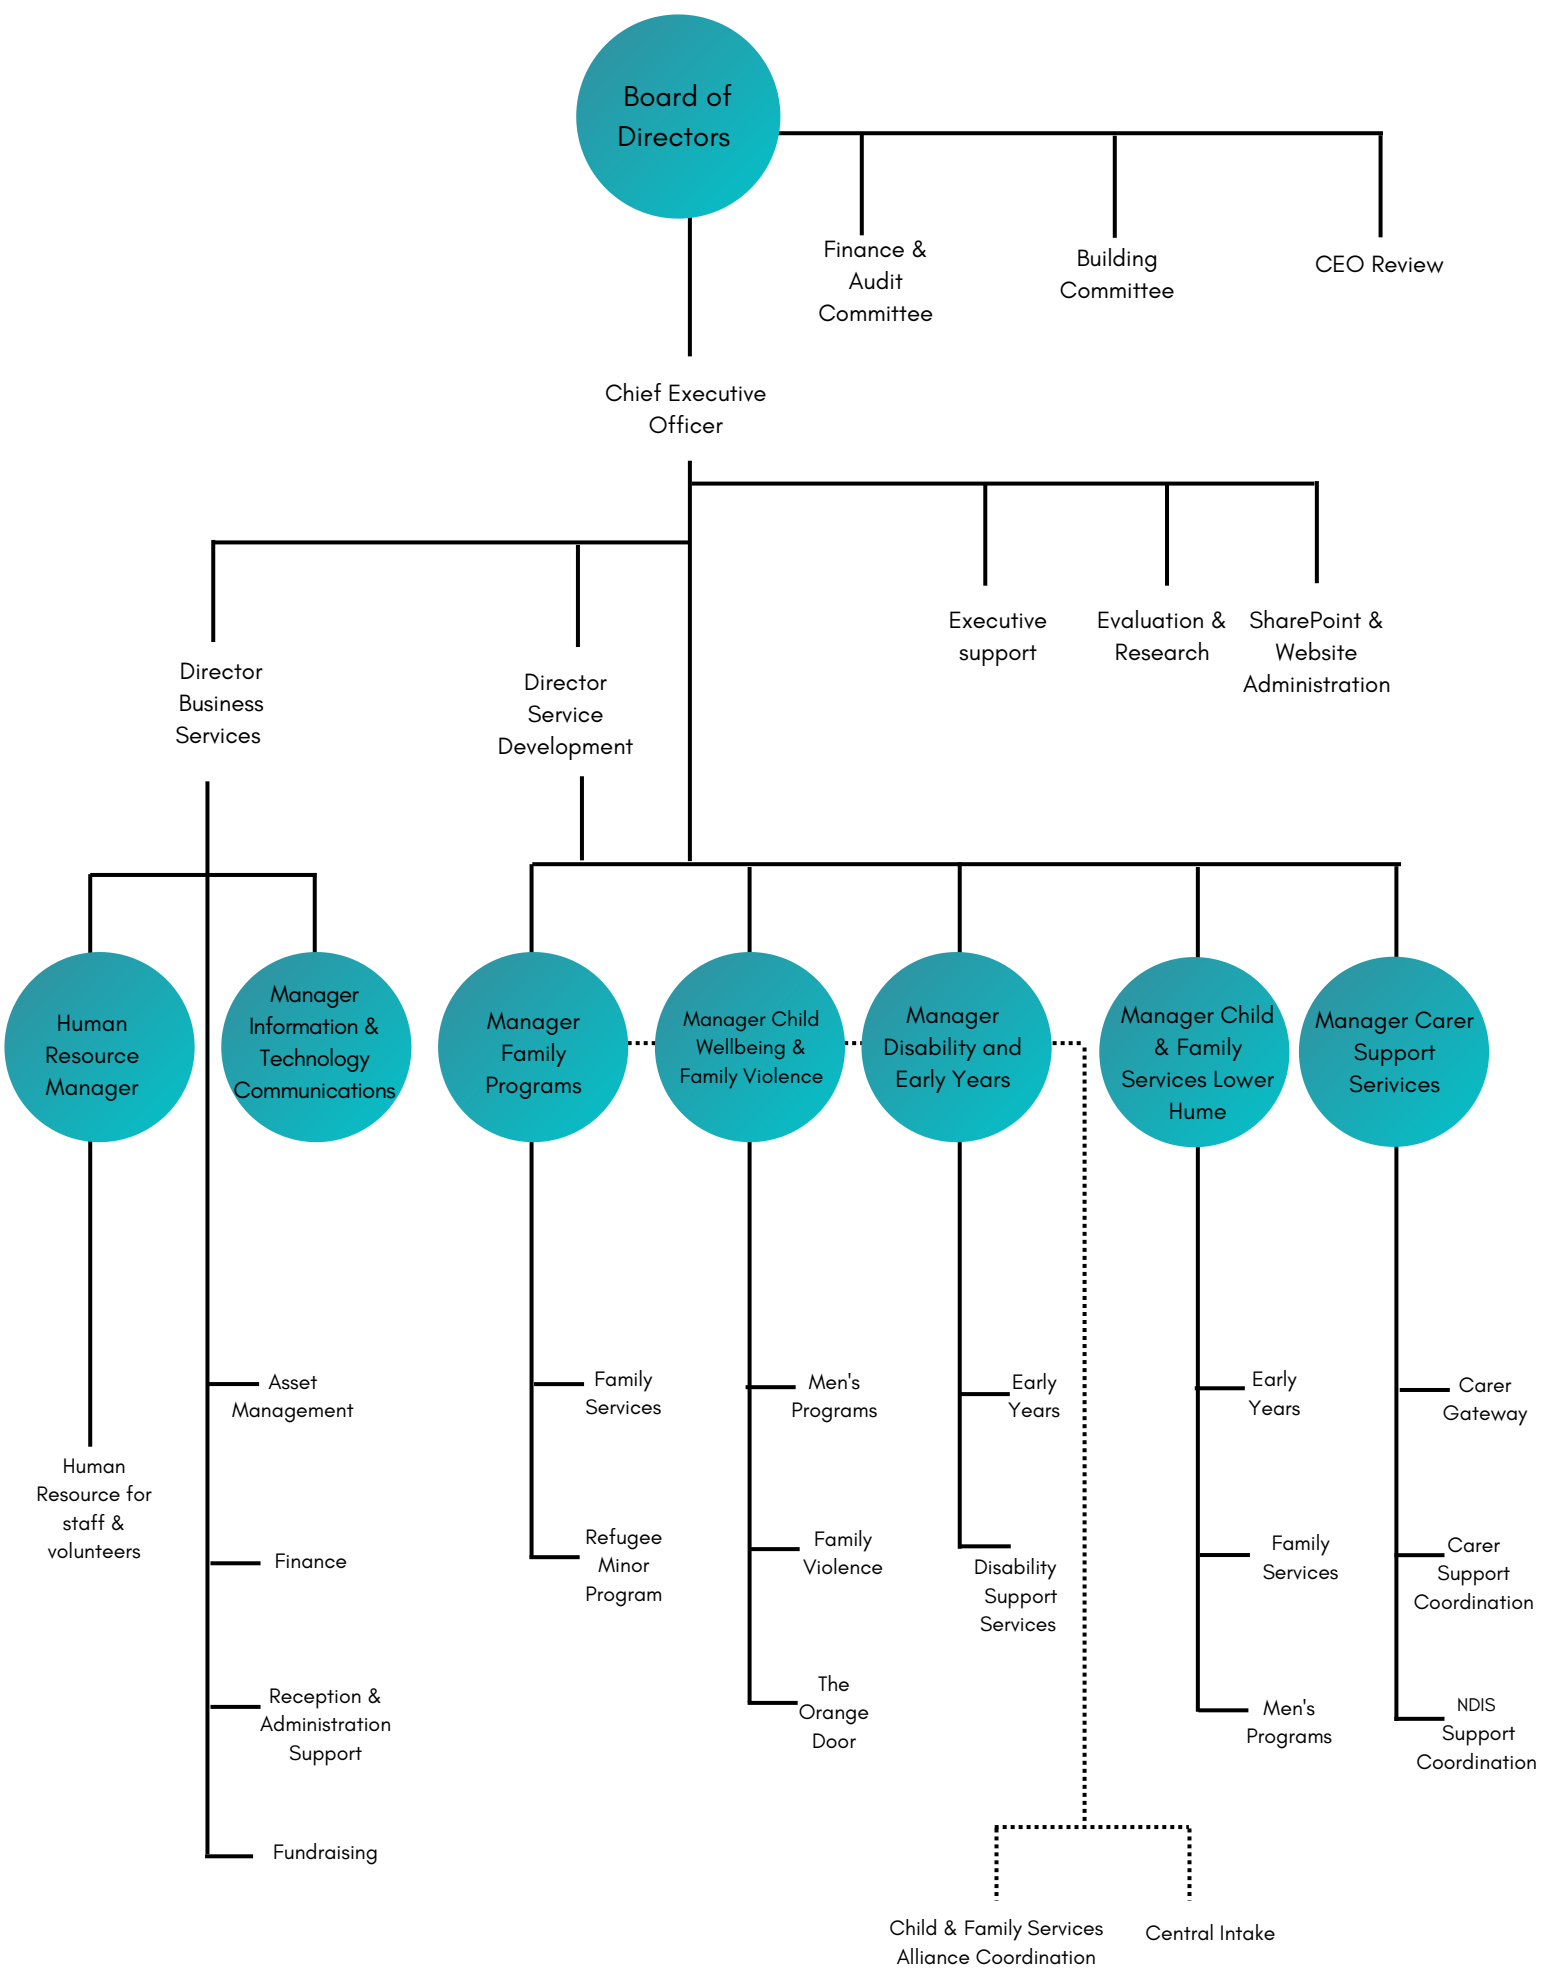 Board of
Directors
Finance &
Audit
Committee
Building
Committee
CEO Review
Chief Executive
Officer
Executive
support
Evaluation &
Research
SharePoint &
Website
Administration
Director
Business
Services
Director
Service
Development
Human
Resource
Manager
Manager
Information &
Technology
Communications
Manager
Family
Programs
Manager Child
Wellbeing &
Family Violence
Manager
Disability and
Early Years
Manager Child
& Family
Services Lower
Hume
Manager Carer
Support
Serivices
Human
Resource for
staff &
volunteers
Asset
Management
Finance
Reception &
Administration
Support
Fundraising
Family
Services
Refugee
Minor
Program
Men's
Programs
Family
Violence
The
Orange
Door
Early
Years
Disability
Support
Services
Early
Years
Family
Services
Men's
Programs
Carer
Gateway
Carer
Support
Coordination
NDIS
Support
Coordination
Child & Family Services
Alliance Coordination
Central Intake